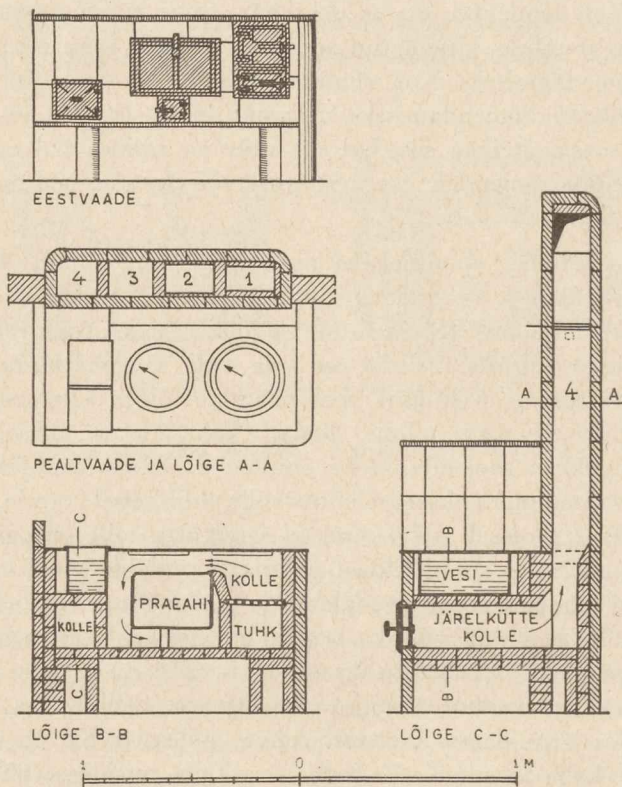 EESTVAADE
4 3 2 1
PEALTVAADE JA LÕIGE A-A
A 4 A
C
KOLLE
PRAEAHI
KOLLE
TUHK
C
LÕIGE B-B
B
VESI
JÄRELKÜTTE
KOLLE
B
LÕIGE C-C
1 0 1 M